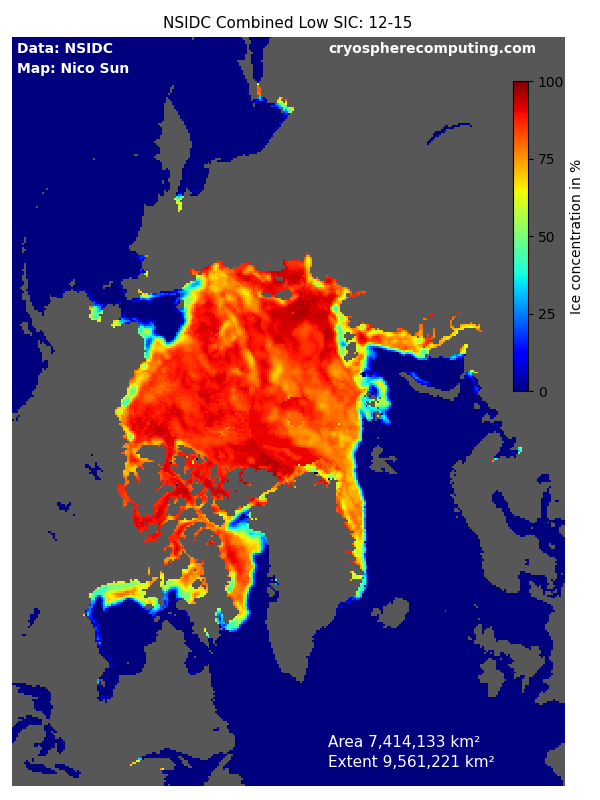 NSIDC Combined Low SIC: 12-15
Data: NSIDC
Map: Nico Sun
cryospherecomputing.com
100
75
50
25
0
Ice concentration in %
Area 7,414,133 km²
Extent 9,561,221 km²